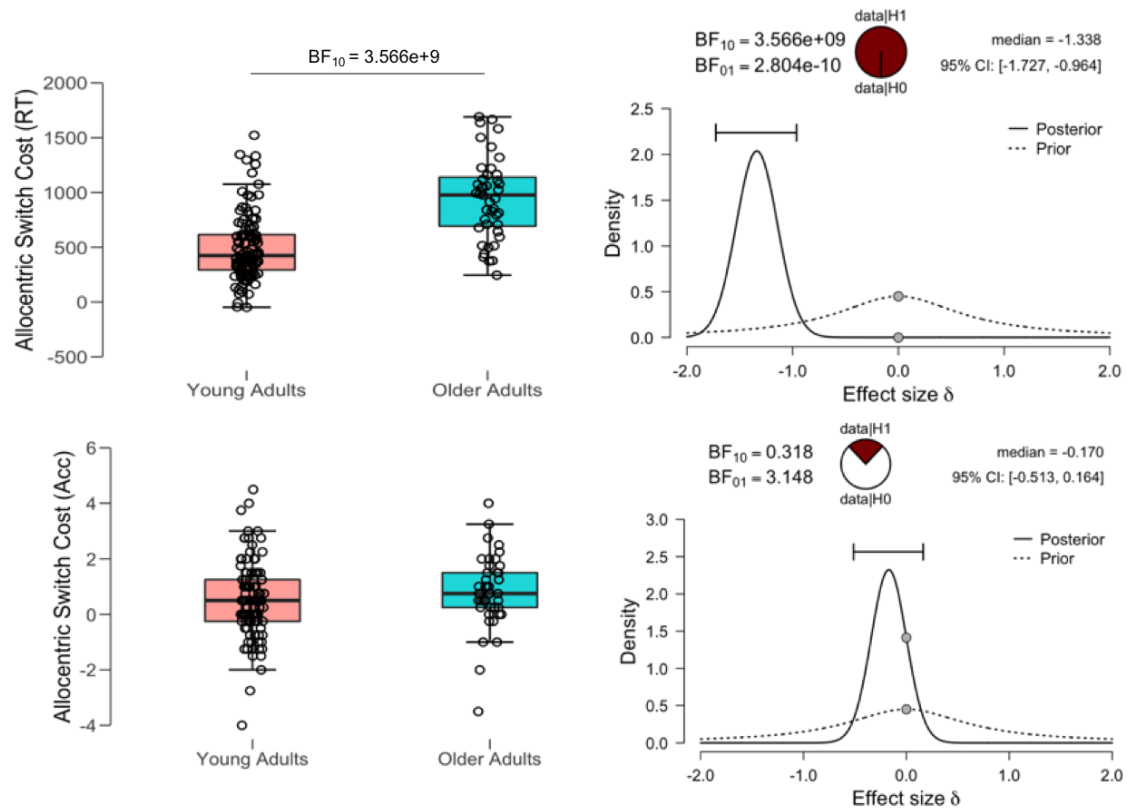 BF10 = 3.566e+9
Allocentric Switch Cost (RT)
2000
1500
1000
500
0
-500
Young Adults
Older Adults
data|H1
BF10 = 3.566e+09
BF01 = 2.804e-10
data|H0
median = -1.338
95% CI: [-1.727, -0.964]
Density
2.5
2.0
1.5
1.0
0.5
0.0
Posterior
Prior
-2.0
-1.0
0.0
1.0
2.0
Effect size δ
Allocentric Switch Cost (Acc)
6
4
2
0
-2
-4
Young Adults
Older Adults
data|H1
BF10 = 0.318
BF01 = 3.148
data|H0
median = -0.170
95% CI: [-0.513, 0.164]
Density
3.0
2.5
2.0
1.5
1.0
0.5
0.0
Posterior
Prior
-2.0
-1.0
0.0
1.0
2.0
Effect size δ